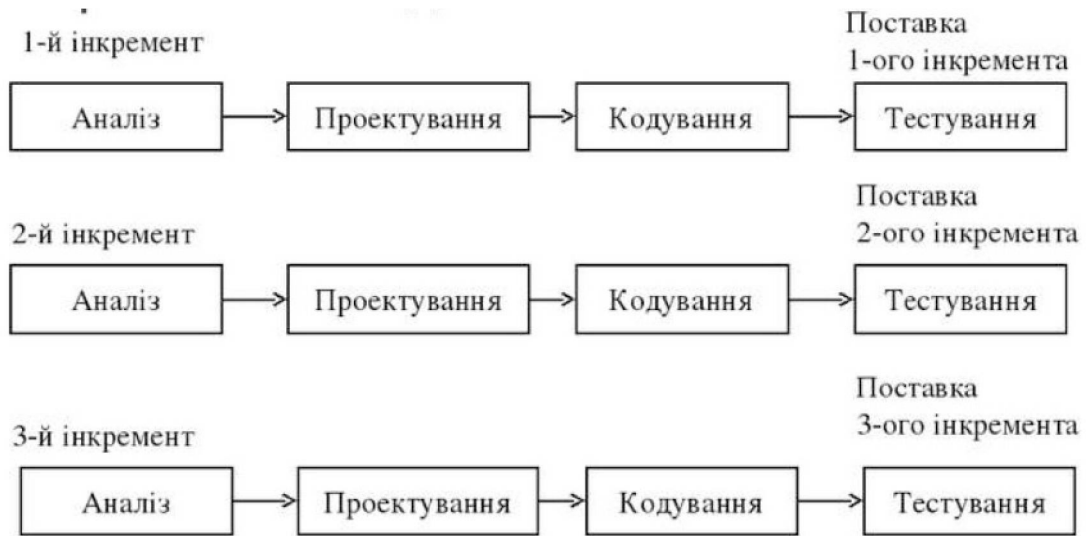 1-й інкремент
Поставка
1-ого інкремента
Аналіз
Проектування
Кодування
Тестування
2-й інкремент
Поставка
2-ого інкремента
Аналіз
Проектування
Кодування
Тестування
3-й інкремент
Поставка
3-ого інкремента
Аналіз
Проектування
Кодування
Тестування